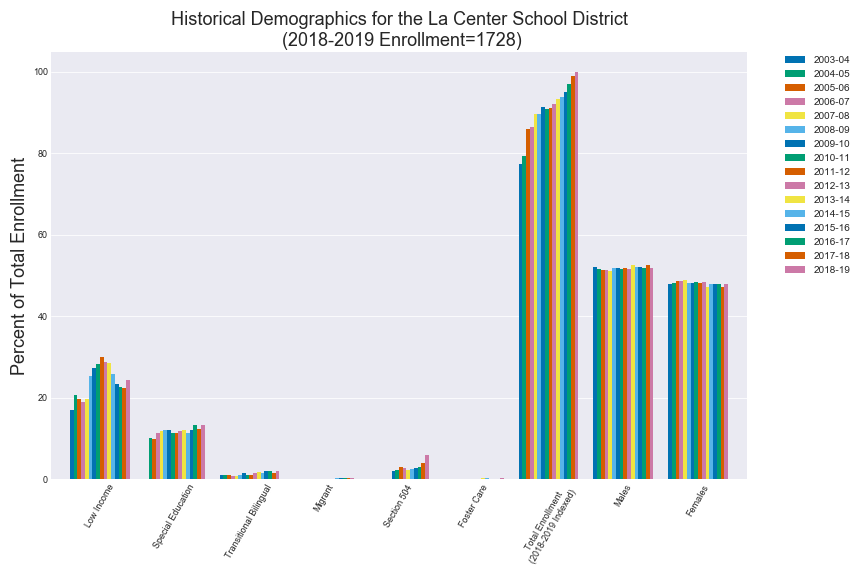 Historical Demographics for the La Center School District
(2018-2019 Enrollment=1728)
Percent of Total Enrollment
100
80
60
40
20
0
Low Income
Special Education
Transitional Bilingual
Migrant
Section 504
Foster Care
Total Enrollment
(2018-2019 Indexed)
Males
Females
2003-04
2004-05
2005-06
2006-07
2007-08
2008-09
2009-10
2010-11
2011-12
2012-13
2013-14
2014-15
2015-16
2016-17
2017-18
2018-19